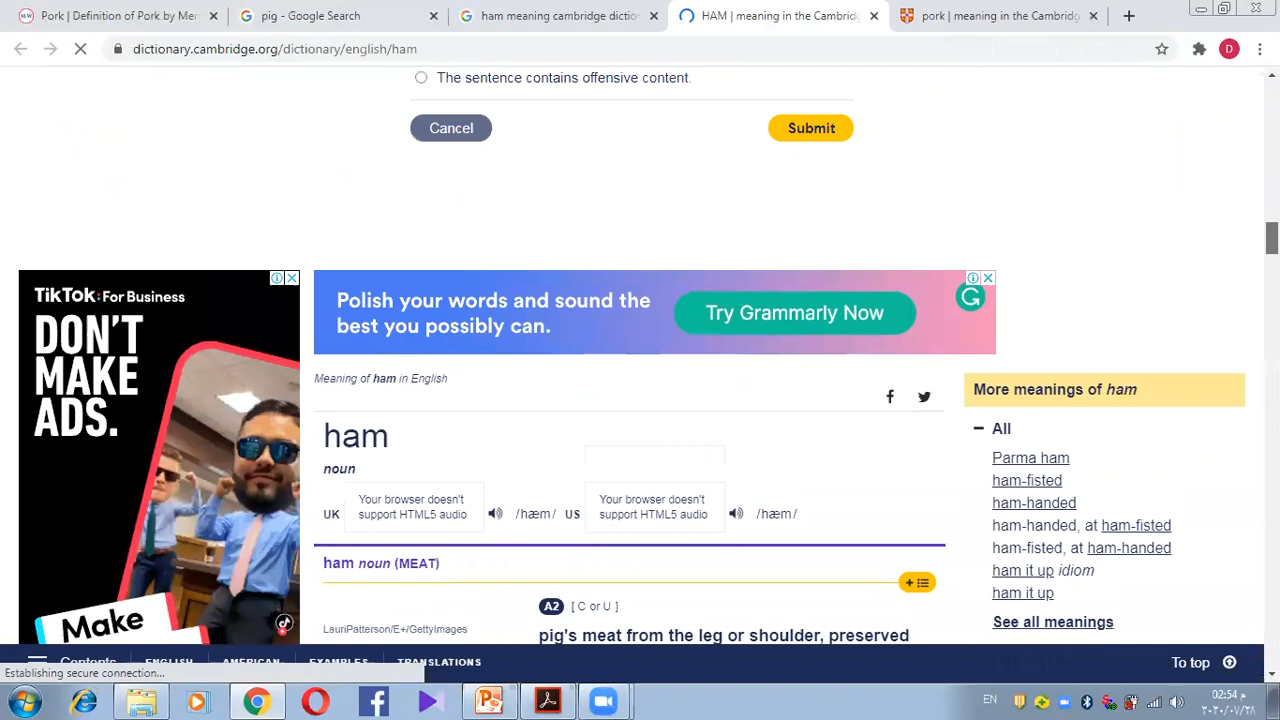 Pork | Definition of Pork by Mer
pig - Google Search
ham meaning cambridge dictio
HAM | meaning in the Cambrid
pork | meaning in the Cambridg
dictionary.cambridge.org/dictionary/english/ham
D
The sentence contains offensive content.
Cancel
Submit
TikTok: For Business
DON'T
MAKE
ADS.
Make
Polish your words and sound the
best you possibly can.
Try Grammarly Now
Meaning of ham in English
ham
noun
UK
Your browser doesn't
support HTML5 audio
/hæm/
US
Your browser doesn't
support HTML5 audio
/hæm/
ham noun (MEAT)
A2 [ C or U ]
LauriPatterson/E+/GettyImages
pig's meat from the leg or shoulder, preserved
More meanings of ham
All
Parma ham
ham-fisted
ham-handed
ham-handed, at ham-fisted
ham-fisted, at ham-handed
ham it up idiom
ham it up
See all meanings
Contents
ENGLISH
AMERICAN
EXAMPLES
TRANSLATIONS
To top
Establishing secure connection...
EN
02:54 م
٢٠٢٠/٠٧/٢٨